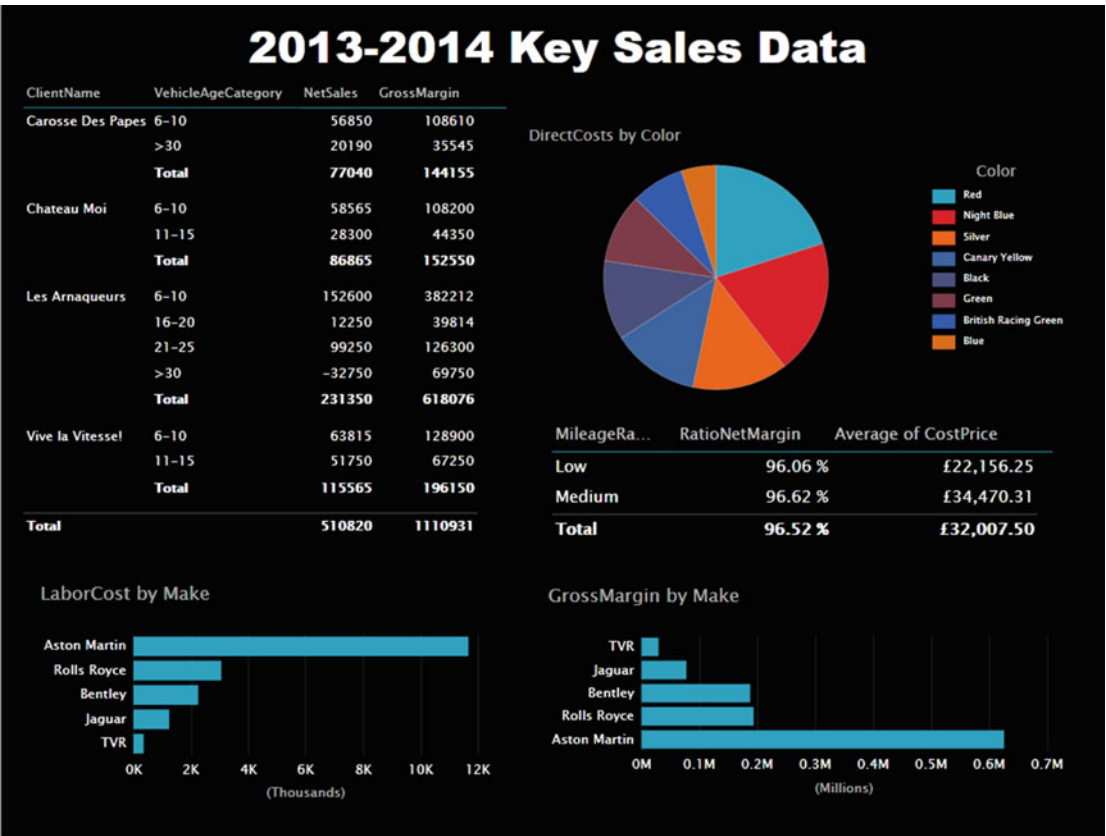 2013-2014 Key Sales Data
ClientName VehicleAgeCategory NetSales GrossMargin
Carosse Des Papes 6-10 56850 108610
>30 20190 35545
Total 77040 144155
Chateau Moi 6-10 58565 108200
11-15 28300 44350
Total 86865 152550
Les Arnaqueurs 6-10 152600 382212
16-20 12250 39814
21-25 99250 126300
>30 -32750 69750
Total 231350 618076
Vive la Vitesse! 6-10 63815 128900
11-15 51750 67250
Total 115565 196150
Total 510820 1110931
DirectCosts by Color
Color
Red
Night Blue
Silver
Canary Yellow
Black
Green
British Racing Green
Blue
MileageRa... RatioNetMargin Average of CostPrice
Low 96.06 % £22,156.25
Medium 96.62 % £34,470.31
Total 96.52 % £32,007.50
LaborCost by Make
Aston Martin
Rolls Royce
Bentley
Jaguar
TVR
0K 2K 4K 6K 8K 10K 12K
(Thousands)
GrossMargin by Make
TVR
Jaguar
Bentley
Rolls Royce
Aston Martin
0M 0.1M 0.2M 0.3M 0.4M 0.5M 0.6M 0.7M
(Millions)